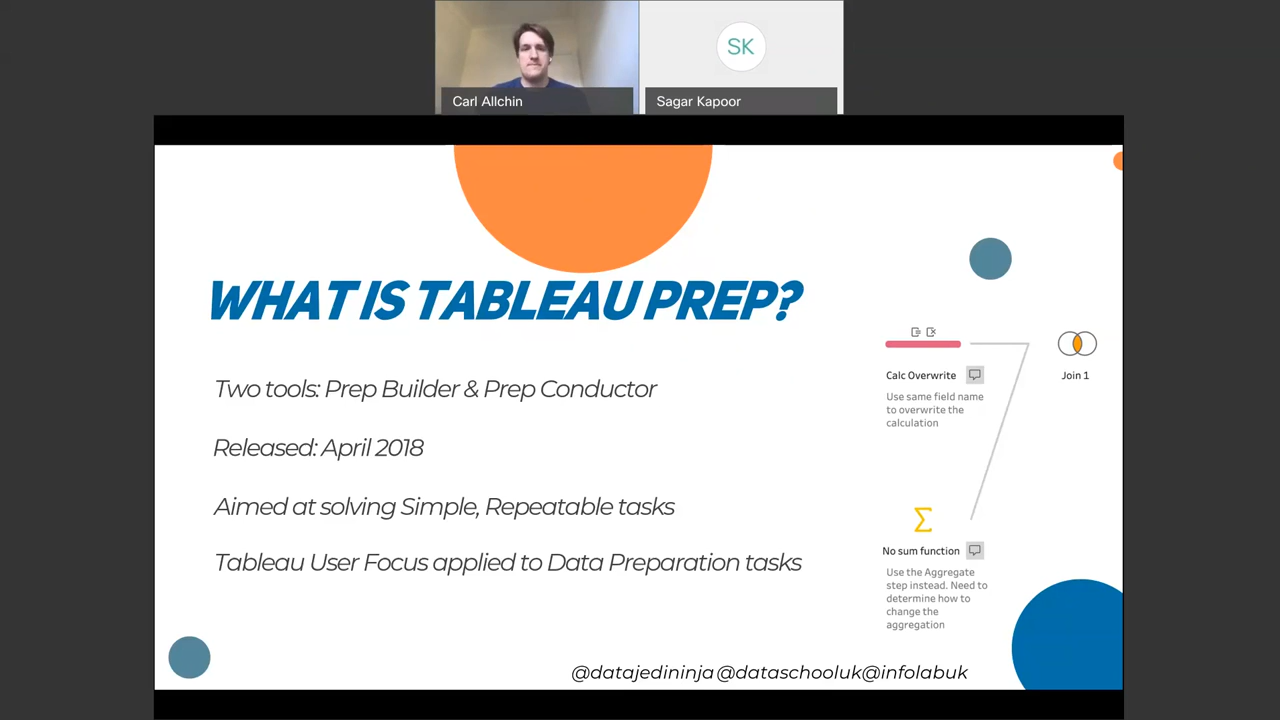 SK
Carl Allchin
Sagar Kapoor
WHAT IS TABLEAU PREP?
Two tools: Prep Builder & Prep Conductor
Released: April 2018
Aimed at solving Simple, Repeatable tasks
Tableau User Focus applied to Data Preparation tasks
Calc Overwrite
Use same field name
to overwrite the
calculation
Join 1
Σ
No sum function
Use the Aggregate
step instead. Need to
determine how to
change the
aggregation
@datajedininja @dataschooluk@infolabuk